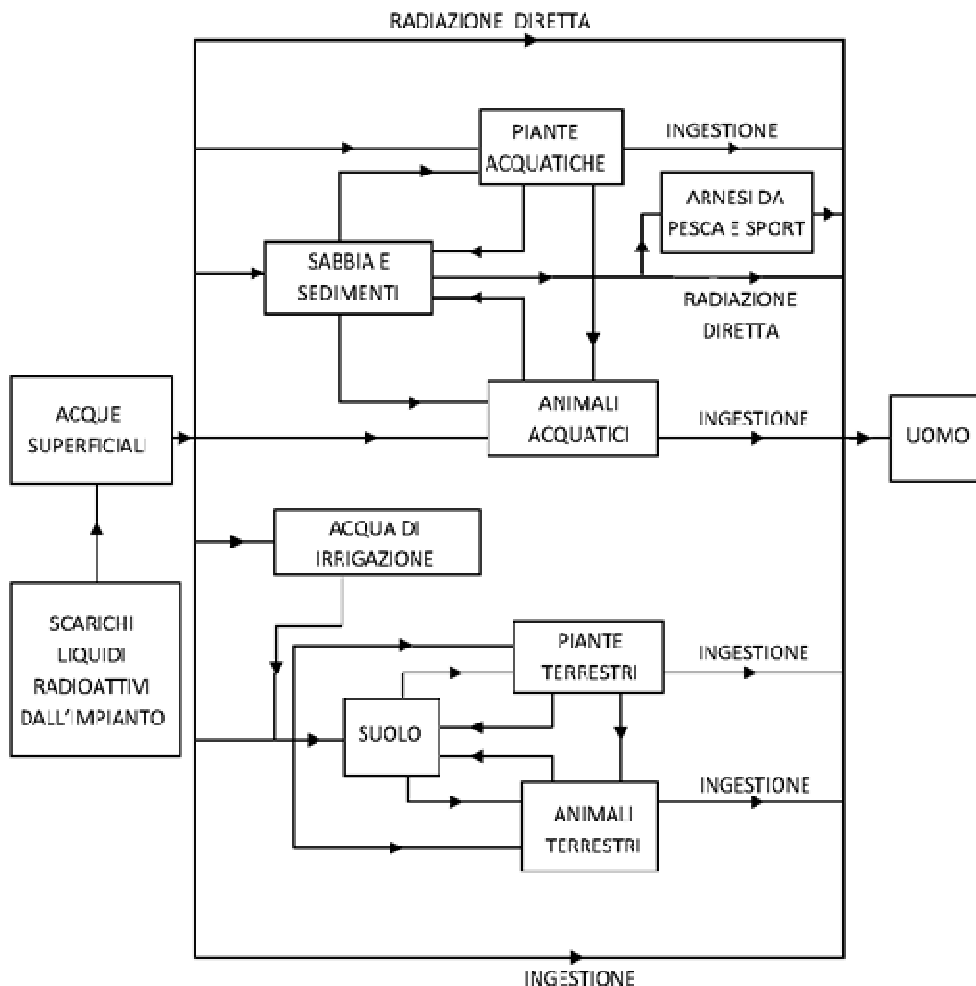 RADIAZIONE DIRETTA
PIANTE
ACQUATICHE
INGESTIONE
ARNESI DA
PESCA E SPORT
SABBIA E
SEDIMENTI
RADIAZIONE
DIRETTA
ACQUE
SUPERFICIALI
ANIMALI
ACQUATICI
INGESTIONE
UOMO
ACQUA DI
IRRIGAZIONE
SCARICHI
LIQUIDI
RADIOATTIVI
DALL'IMPIANTO
PIANTE
TERRESTRI
INGESTIONE
SUOLO
ANIMALI
TERRESTRI
INGESTIONE
INGESTIONE